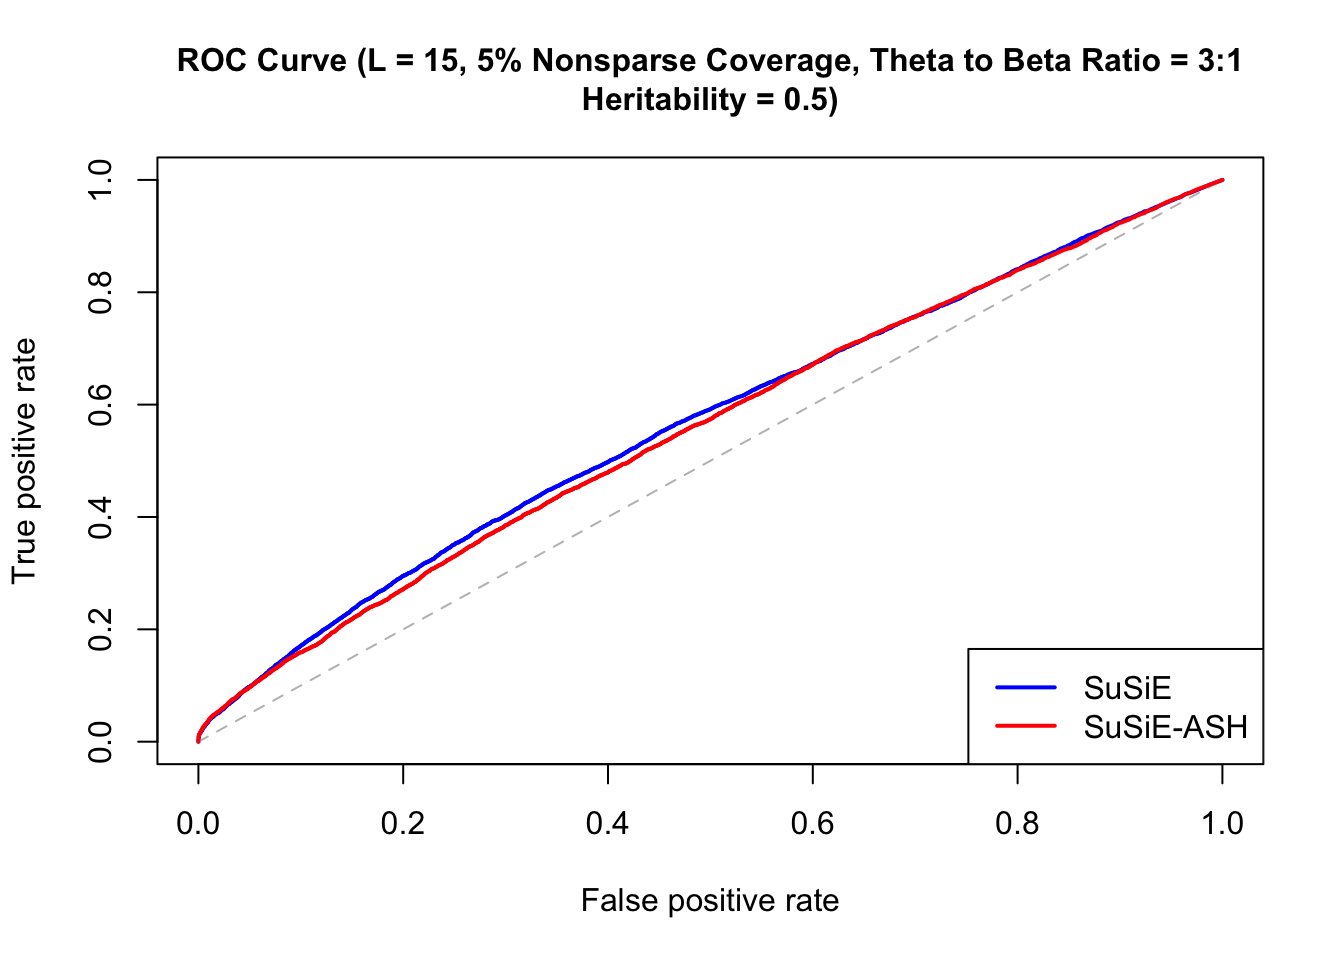 ROC Curve (L = 15, 5% Nonsparse Coverage, Theta to Beta Ratio = 3:1
Heritability = 0.5)
True positive rate
1.0
0.8
0.6
0.4
0.2
0.0
SuSiE
SuSiE-ASH
0.0 0.2 0.4 0.6 0.8 1.0
False positive rate